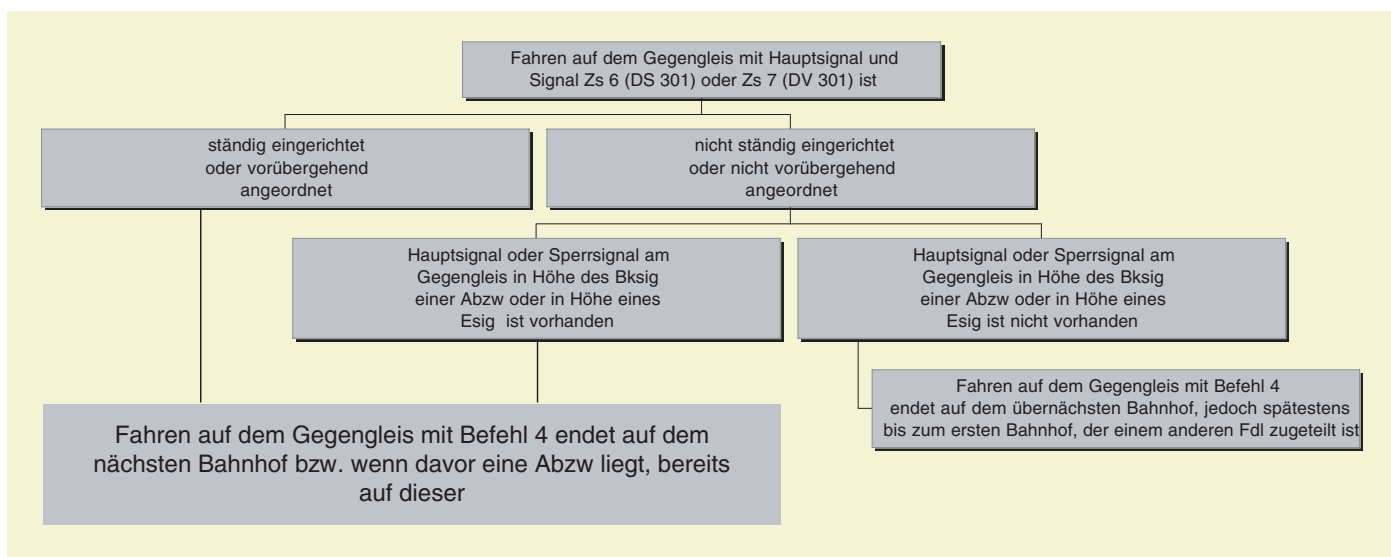 Fahren auf dem Gegengleis mit Hauptsignal und
Signal Zs 6 (DS 301) oder Zs 7 (DV 301) ist
ständig eingerichtet
oder vorübergehend
angeordnet
nicht ständig eingerichtet
oder nicht vorübergehend
angeordnet
Hauptsignal oder Sperrsignal am
Gegengleis in Höhe des Bksig
einer Abzw oder in Höhe eines
Esig ist vorhanden
Hauptsignal oder Sperrsignal am
Gegengleis in Höhe des Bksig
einer Abzw oder in Höhe eines
Esig ist nicht vorhanden
Fahren auf dem Gegengleis mit Befehl 4
endet auf dem übernächsten Bahnhof, jedoch spätestens
bis zum ersten Bahnhof, der einem anderen Fdl zugeteilt ist
Fahren auf dem Gegengleis mit Befehl 4 endet auf dem
nächsten Bahnhof bzw. wenn davor eine Abzw liegt, bereits
auf dieser